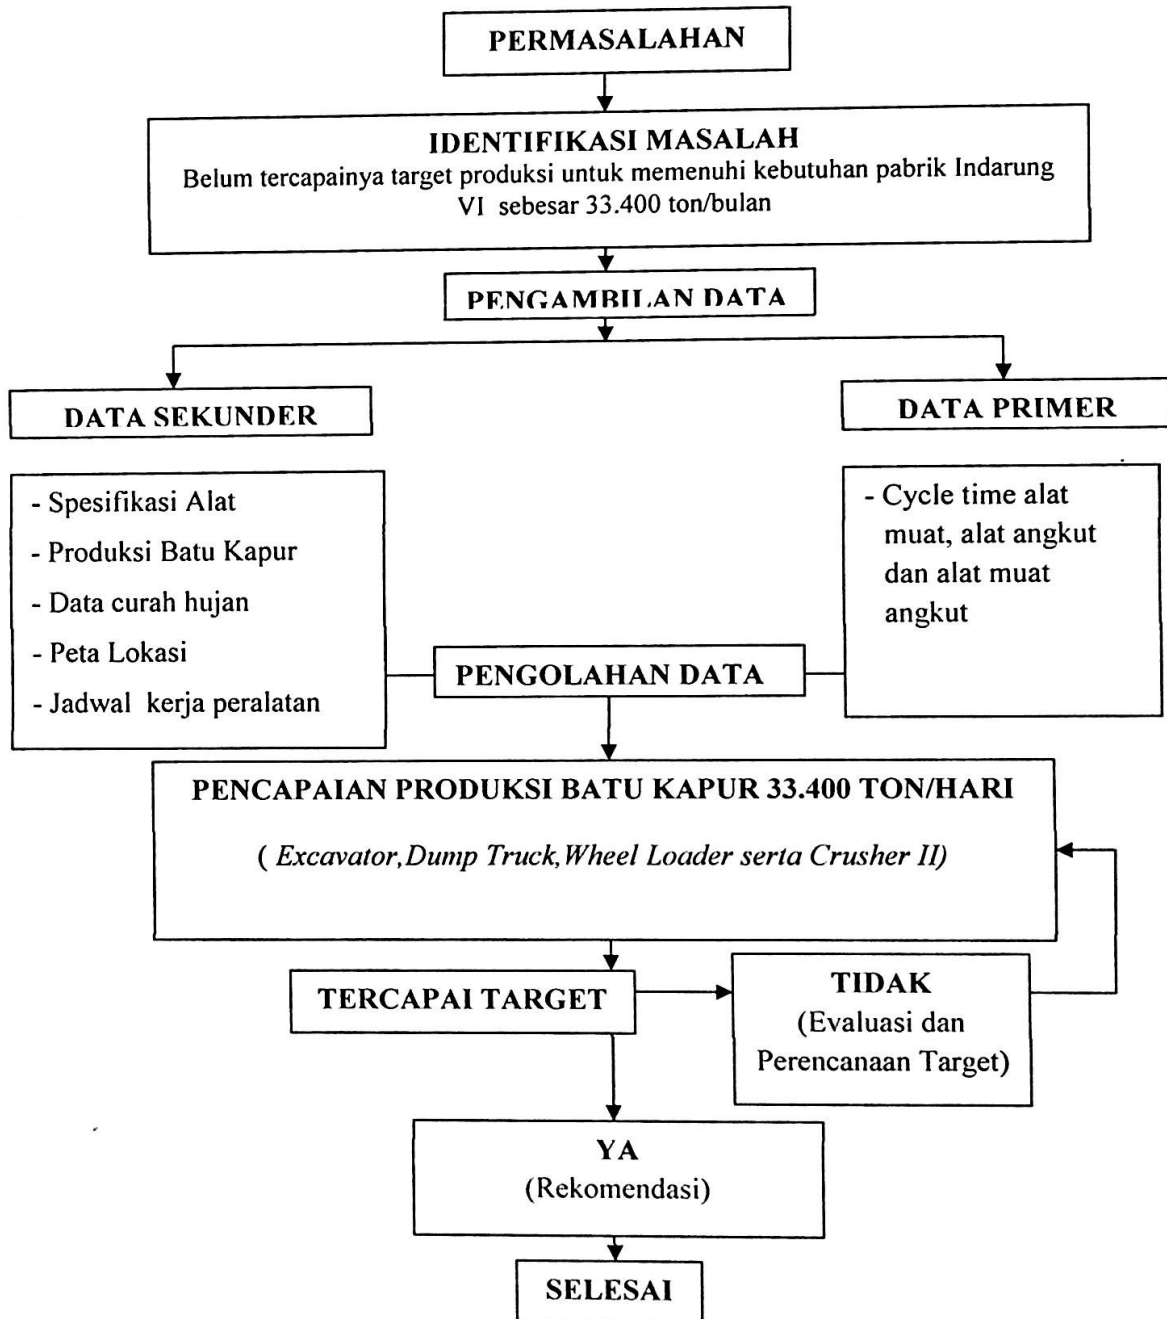 PERMASALAHAN
IDENTIFIKASI MASALAH
Belum tercapainya target produksi untuk memenuhi kebutuhan pabrik Indarung
VI sebesar 33.400 ton/bulan
PENGAMBILAN DATA
DATA SEKUNDER
DATA PRIMER
- Spesifikasi Alat
- Produksi Batu Kapur
- Data curah hujan
- Peta Lokasi
- Jadwal kerja peralatan
- Cycle time alat
muat, alat angkut
dan alat muat
angkut
PENGOLAHAN DATA
PENCAPAIAN PRODUKSI BATU KAPUR 33.400 TON/HARI
( Excavator,Dump Truck,Wheel Loader serta Crusher II)
TERCAPAI TARGET
TIDAK
(Evaluasi dan
Perencanaan Target)
YA
(Rekomendasi)
SELESAI